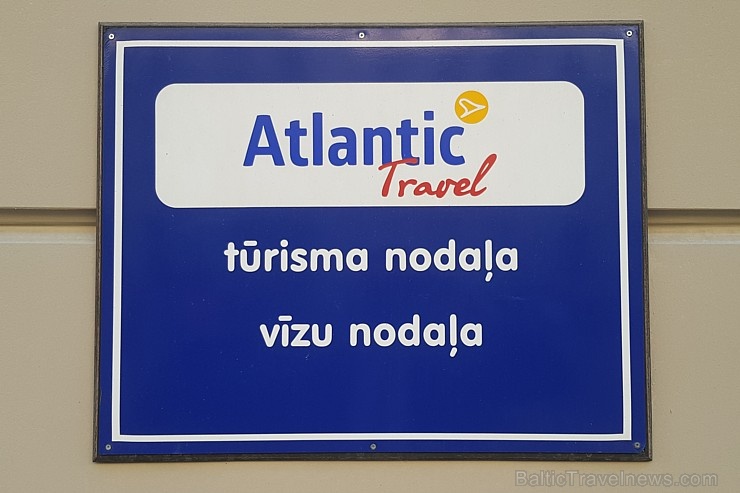 Atlantic
Travel
tūrisma nodaļa
vīzu nodaļa
BalticTravelnews.com